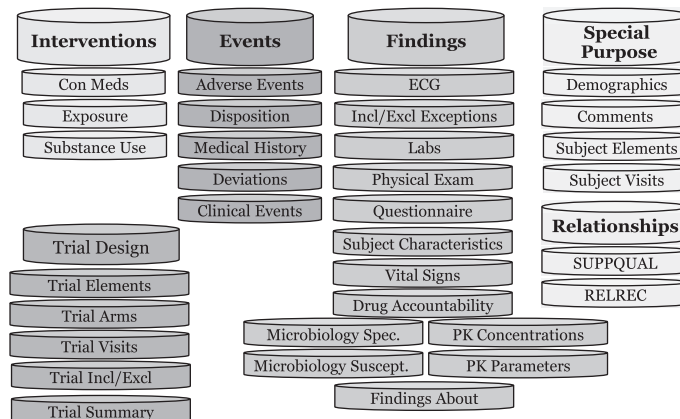 Interventions
Con Meds
Exposure
Substance Use
Events
Adverse Events
Disposition
Medical History
Deviations
Clinical Events
Findings
ECG
Incl/Excl Exceptions
Labs
Physical Exam
Questionnaire
Subject Characteristics
Vital Signs
Drug Accountability
Microbiology Spec.
PK Concentrations
Microbiology Suscept.
PK Parameters
Findings About
Special
Purpose
Demographics
Comments
Subject Elements
Subject Visits
Relationships
SUPPQUAL
RELREC
Trial Design
Trial Elements
Trial Arms
Trial Visits
Trial Incl/Excl
Trial Summary